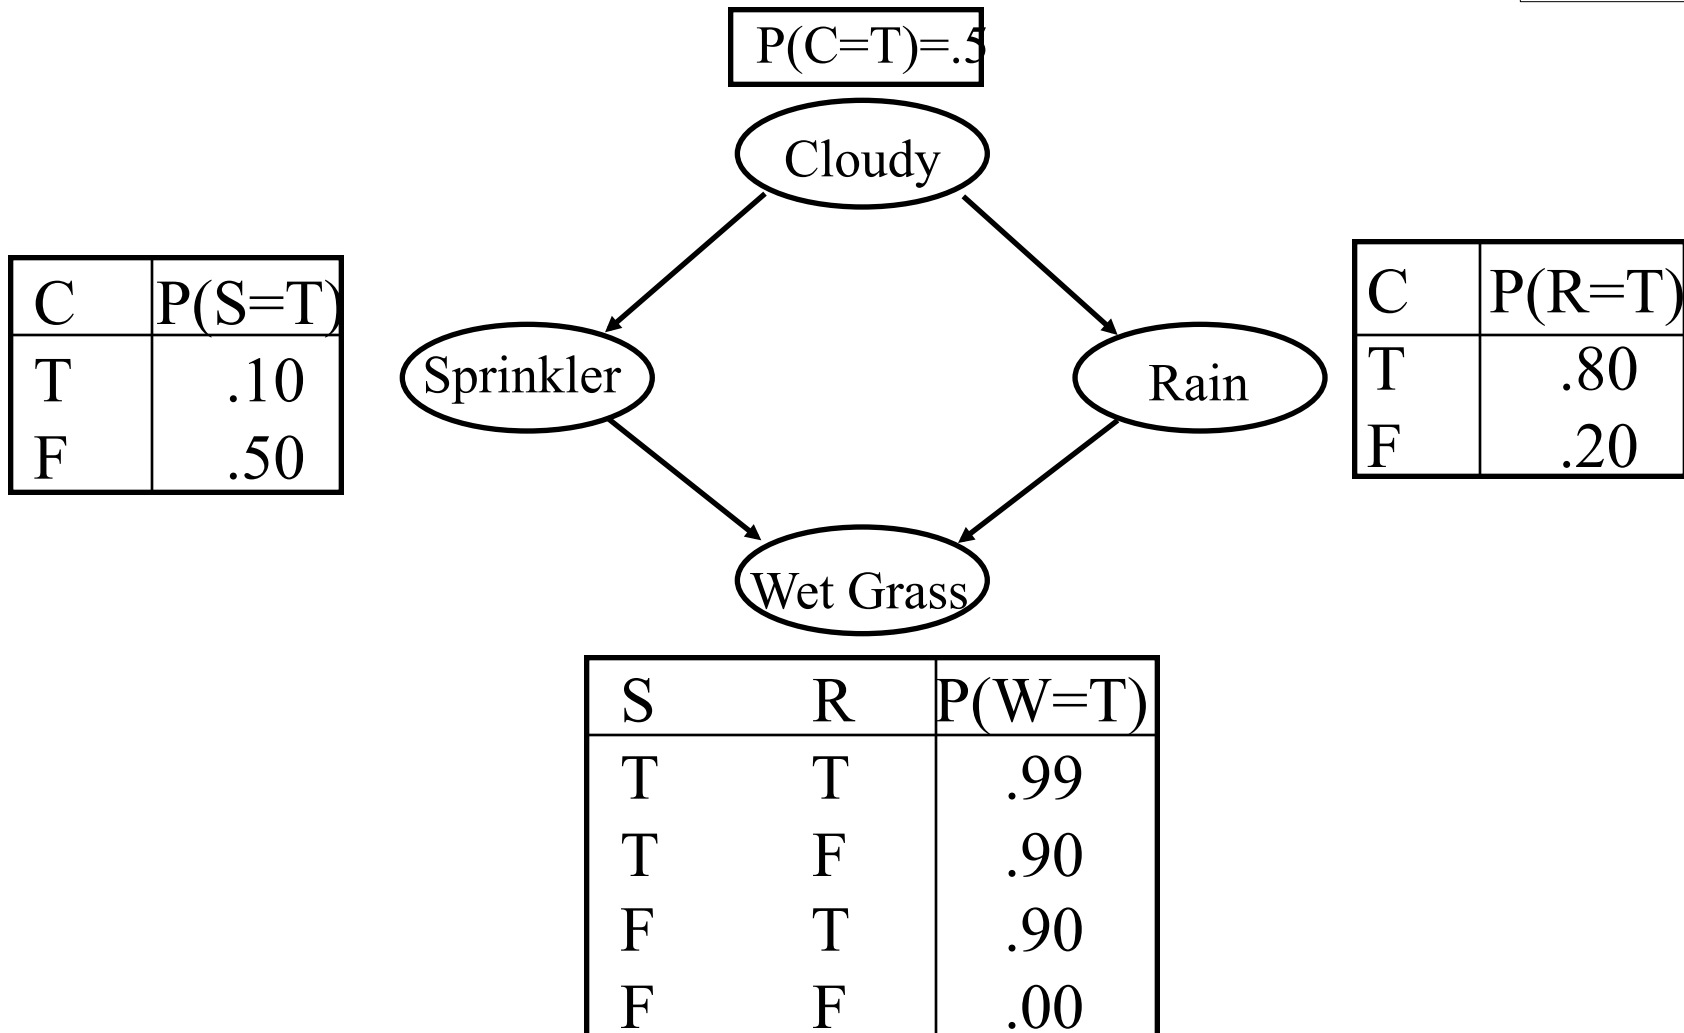 P(C=T)=.5
Cloudy
C P(S=T)
T .10
F .50
Sprinkler
Rain
C P(R=T)
T .80
F .20
Wet Grass
S R P(W=T)
T T .99
T F .90
F T .90
F F .00